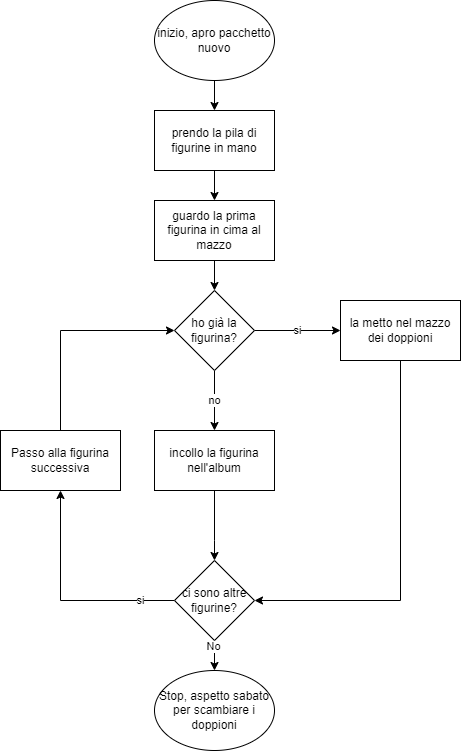 inizio, apro pacchetto
nuovo
prendo la pila di
figurine in mano
guardo la prima
figurina in cima al
mazzo
ho già la
figurina?
si
la metto nel mazzo
dei doppioni
no
Passo alla figurina
successiva
incollo la figurina
nell'album
ci sono altre
figurine?
si
No
Stop, aspetto sabato
per scambiare i
doppioni